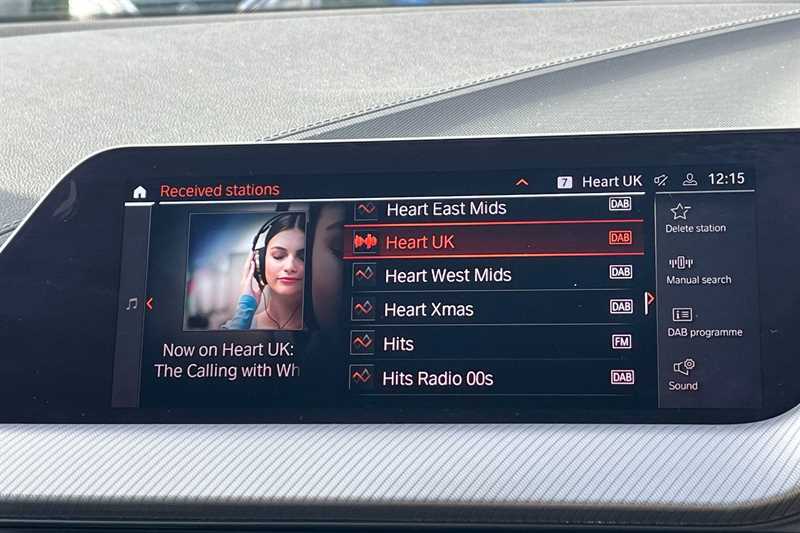 Received stations
7 Heart UK 12:15
Heart East Mids DAB
Heart UK DAB
Heart West Mids DAB
Heart Xmas DAB
Hits FM
Hits Radio 00s DAB
Now on Heart UK:
The Calling with Wh
Delete station
Manual search
DAB programme
Sound